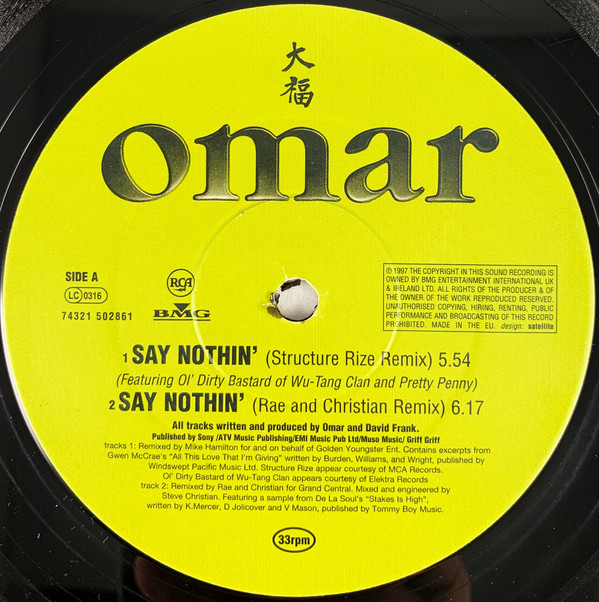 大
福
omar
SIDE A
LC 0316
RCA
BMG
74321 502861
℗ 1997 THE COPYRIGHT IN THIS SOUND RECORDING IS
OWNED BY BMG ENTERTAINMENT INTERNATIONAL UK
& IRELAND LTD. ALL RIGHTS OF THE PRODUCER & OF
THE OWNER OF THE WORK REPRODUCED RESERVED.
UNAUTHORISED COPYING, HIRING, RENTING, PUBLIC
PERFORMANCE AND BROADCASTING OF THIS RECORD
PROHIBITED. MADE IN THE EU. design: satellite
1 SAY NOTHIN' (Structure Rize Remix) 5.54
(Featuring Ol' Dirty Bastard of Wu-Tang Clan and Pretty Penny)
2 SAY NOTHIN' (Rae and Christian Remix) 6.17
All tracks written and produced by Omar and David Frank.
Published by Sony /ATV Music Publishing/EMI Music Pub Ltd/Muso Music/ Griff Griff
tracks 1: Remixed by Mike Hamilton for and on behalf of Golden Youngster Ent. Contains excerpts from
Gwen McCrae's "All This Love That I'm Giving" written by Burden, Williams, and Wright, published by
Windswept Pacific Music Ltd. Structure Rize appear courtesy of MCA Records.
Ol' Dirty Bastard of Wu-Tang Clan appears courtesy of Elektra Records
track 2: Remixed by Rae and Christian for Grand Central. Mixed and engineered by
Steve Christian. Featuring a sample from De La Soul's "Stakes Is High",
written by K.Mercer, D Jolicover and V Mason, published by Tommy Boy Music.
33rpm